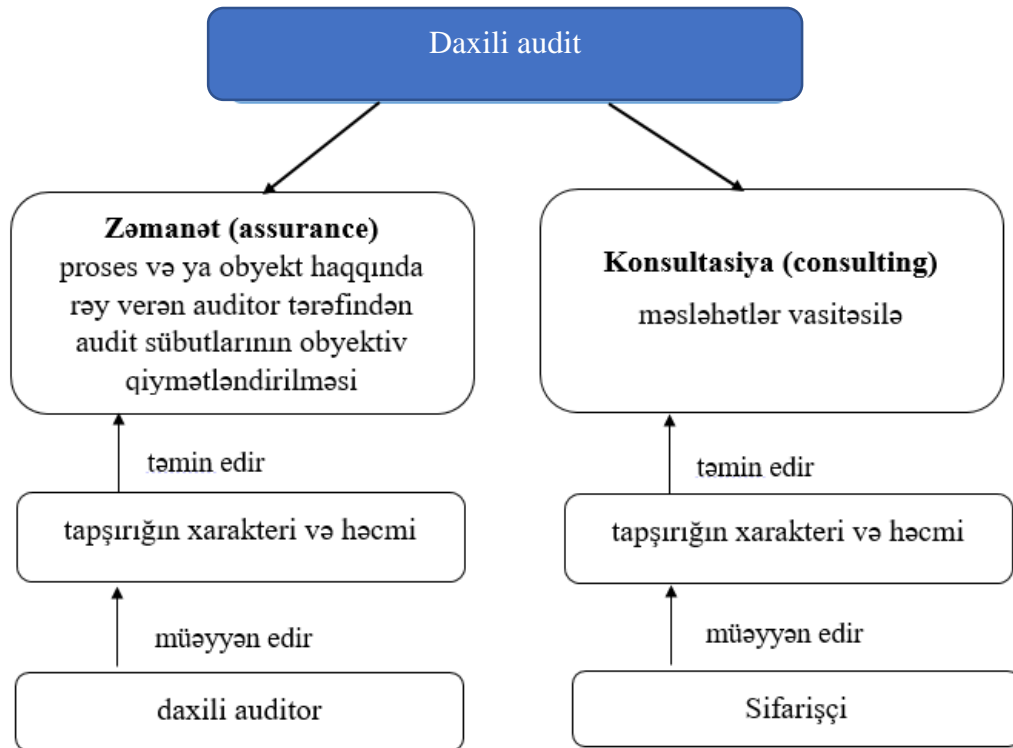 Daxili audit
Zəmanət (assurance)
proses və ya obyekt haqqında
rəy verən auditor tərəfindən
audit sübutlarının obyektiv
qiymətləndirilməsi
təmin edir
tapşırığın xarakteri və həcmi
müəyyən edir
daxili auditor
Konsultasiya (consulting)
məsləhətlər vasitəsilə
təmin edir
tapşırığın xarakteri və həcmi
müəyyən edir
Sifarişçi